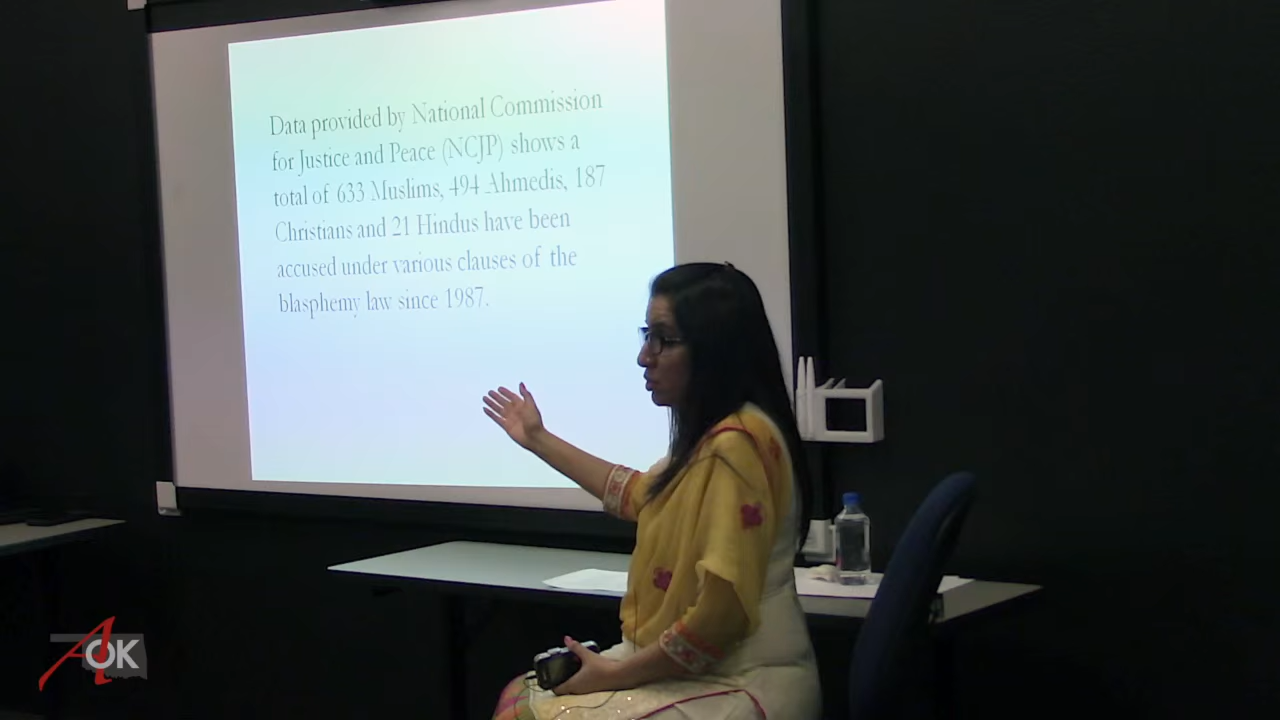 Data provided by National Commission
for Justice and Peace (NCJP) shows a
total of 633 Muslims, 494 Ahmedis, 187
Christians and 21 Hindus have been
accused under various clauses of the
blasphemy law since 1987.
AOK